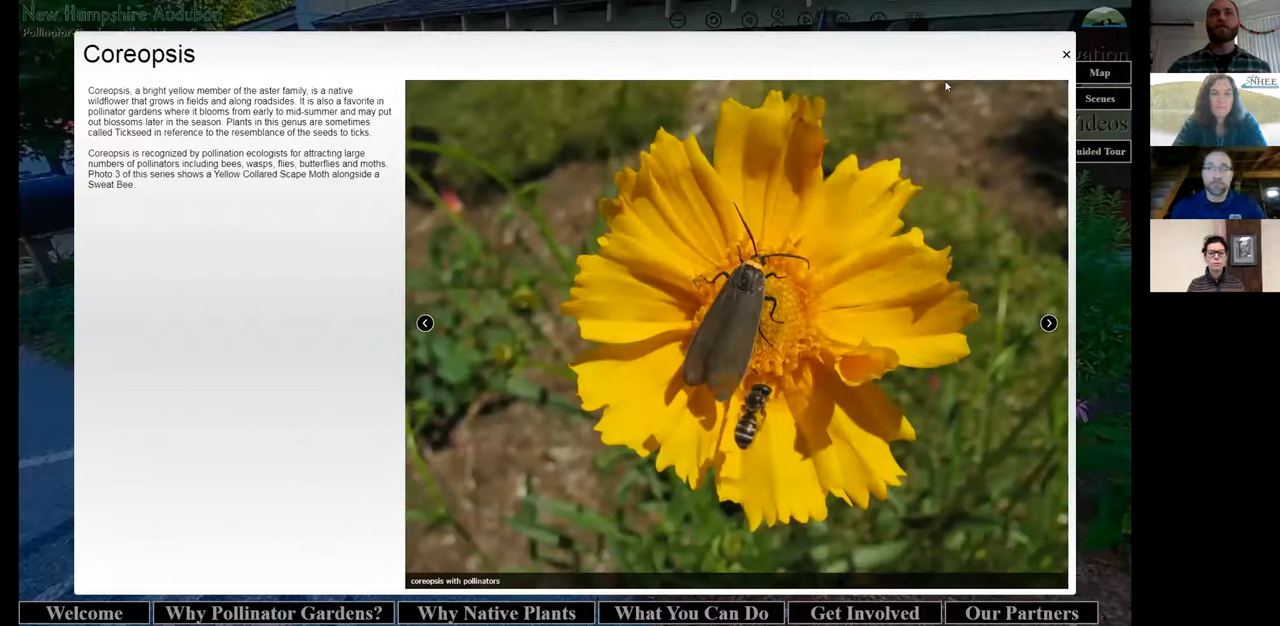 New Hampshire Audubon
Coreopsis
×
Coreopsis, a bright yellow member of the aster family, is a native
wildflower that grows in fields and along roadsides. It is also a favorite in
pollinator gardens where it blooms from early to mid-summer and may put
out blossoms later in the season. Plants in this genus are sometimes
called Tickseed in reference to the resemblance of the seeds to ticks.
Coreopsis is recognized by pollination ecologists for attracting large
numbers of pollinators including bees, wasps, flies, butterflies and moths.
Photo 3 of this series shows a Yellow Collared Scape Moth alongside a
Sweat Bee.
coreopsis with pollinators
Map
Scenes
ideos
uided Tour
NHEE
Welcome
Why Pollinator Gardens?
Why Native Plants
What You Can Do
Get Involved
Our Partners